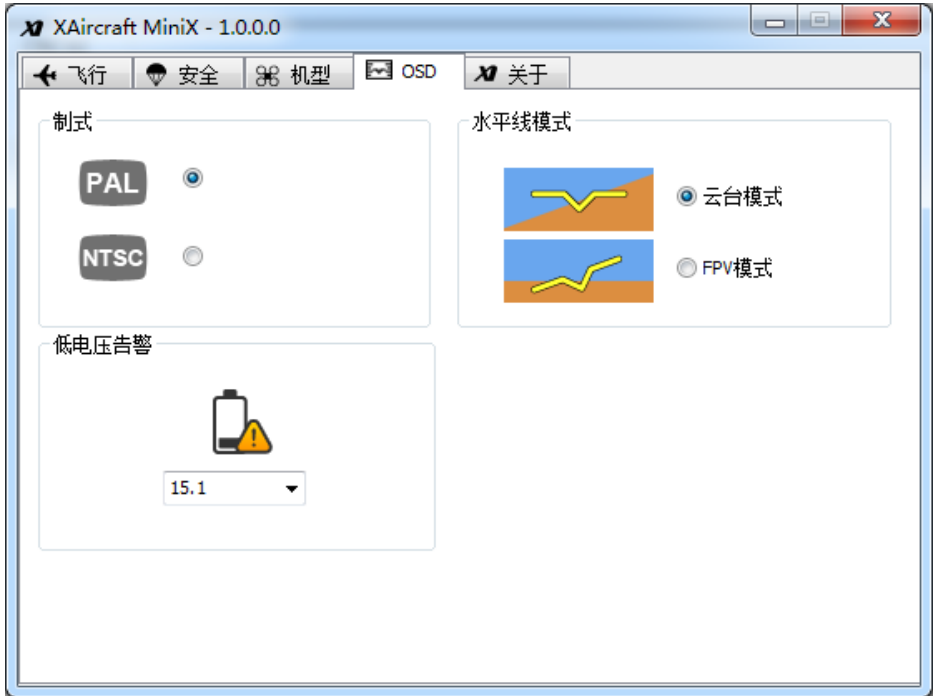 XAircraft MiniX - 1.0.0.0
飞行 安全 机型 OSD 关于
制式
PAL
NTSC
水平线模式
云台模式
FPV模式
低电压告警
15.1